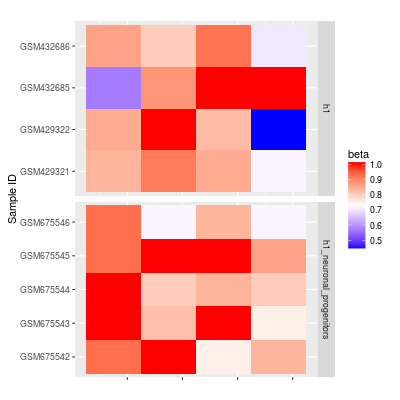 Sample ID
GSM432686
GSM432685
GSM429322
GSM429321
h1
GSM675546
GSM675545
GSM675544
GSM675543
GSM675542
h1_neuronal_progenitors
beta
1.0
0.9
0.8
0.7
0.6
0.5